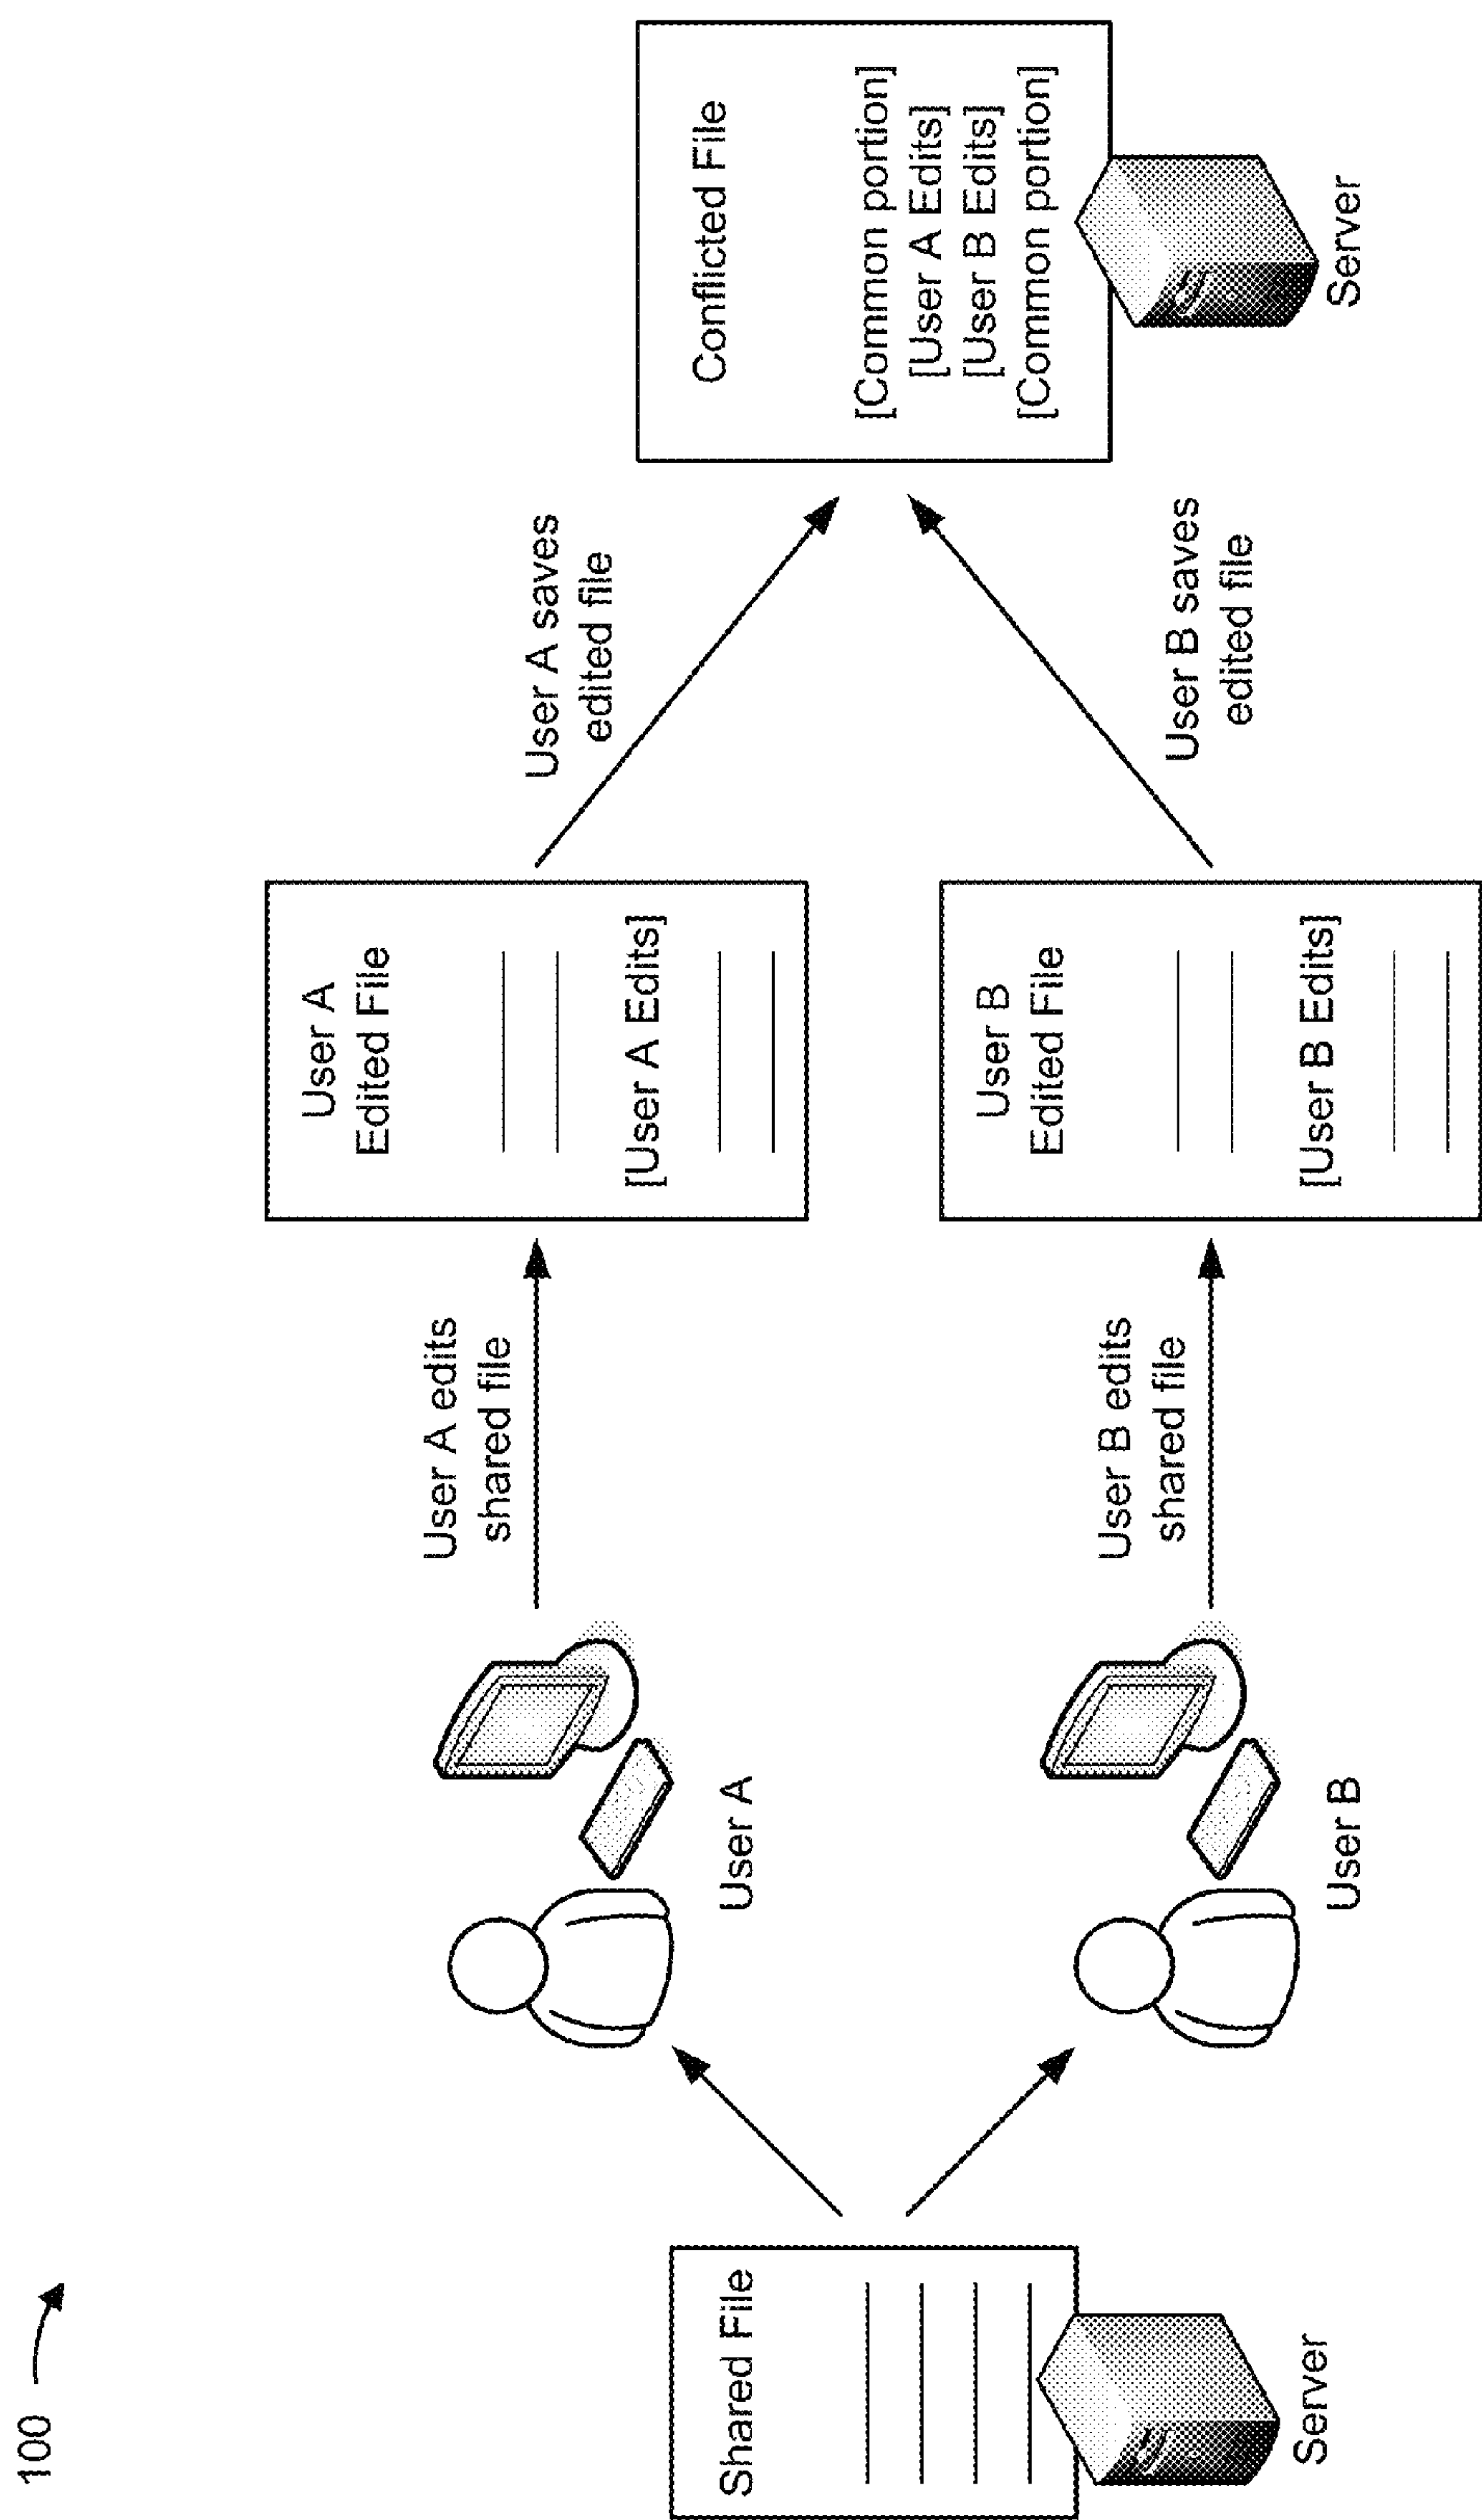 100
Shared File
Server
User A
User B
User A edits
shared file
User B edits
shared file
User A
Edited File
[User A Edits]
User B
Edited File
[User B Edits]
User A saves
edited file
User B saves
edited file
Conflicted File
[Common portion]
[User A Edits]
[User B Edits]
[Common portion]
Server